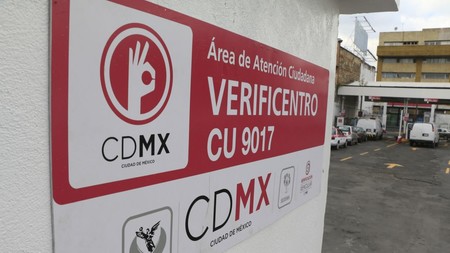 Área de Atención Ciudadana
VERIFICENTRO
CU 9017
CDMX
CIUDAD DE MÉXICO
CDMX
CIUDAD DE MÉXICO